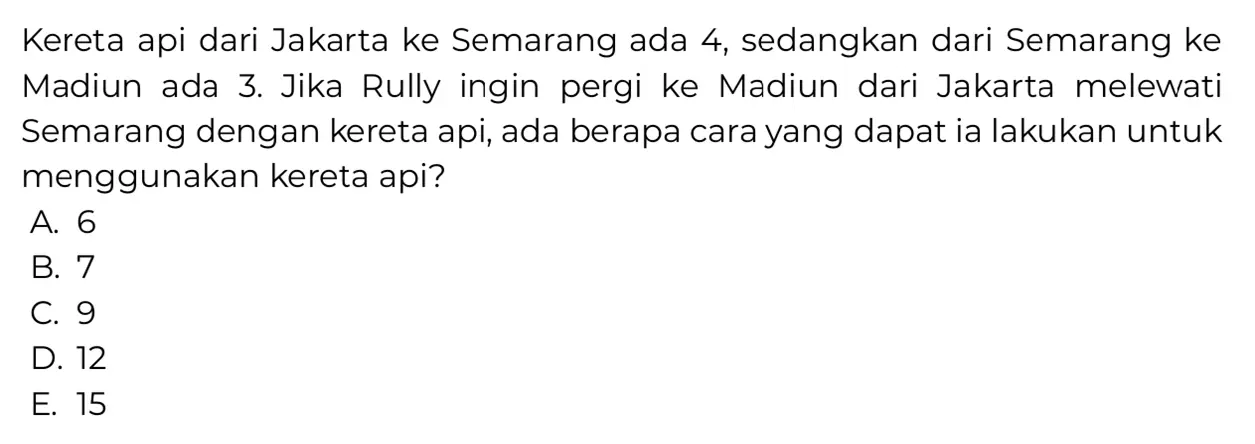 Kereta api dari Jakarta ke Semarang ada 4, sedangkan dari Semarang ke
Madiun ada 3. Jika Rully ingin pergi ke Madiun dari Jakarta melewati
Semarang dengan kereta api, ada berapa cara yang dapat ia lakukan untuk
menggunakan kereta api?
A. 6
B. 7
C. 9
D. 12
E. 15